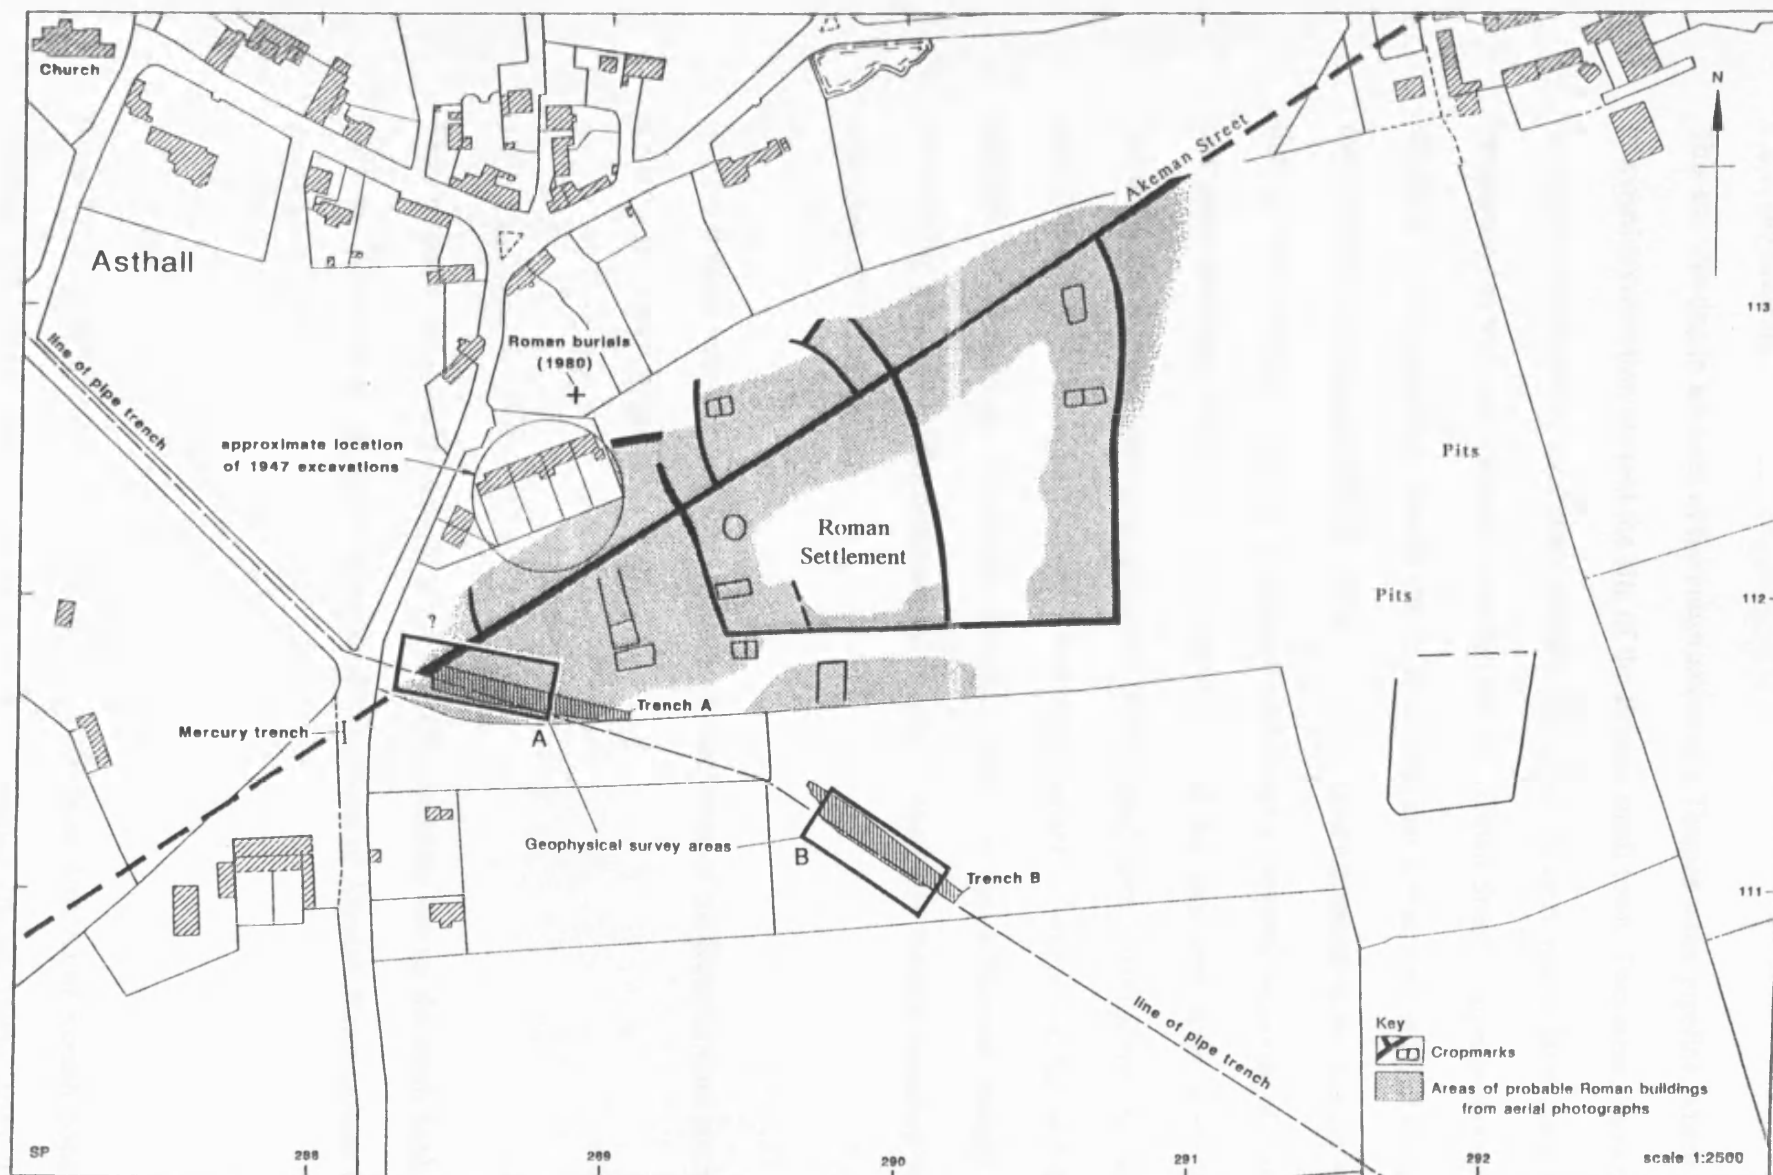 Church
N
Akeman Street
Asthall
113
line of pipe trench
Roman burials
(1980)
approximate location
of 1947 excavations
Pits
Roman
Settlement
Pits
112
?
Trench A
Mercury trench
A
Geophysical survey areas
B
Trench B
111
line of pipe trench
Key
Cropmarks
Areas of probable Roman buildings
from aerial photographs
SP
298
299
290
291
292
scale 1:2500